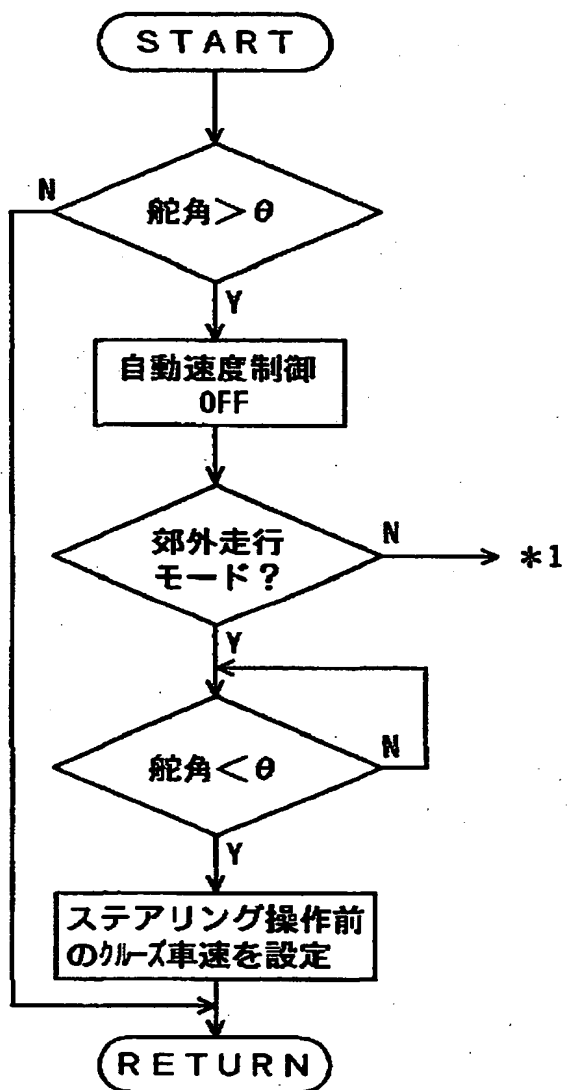 START
N
舵角＞θ
Y
自動速度制御
OFF
郊外走行
モード？
N
＊1
Y
舵角＜θ
N
Y
ステアリング操作前
のｸﾙｰｽﾞ車速を設定
RETURN